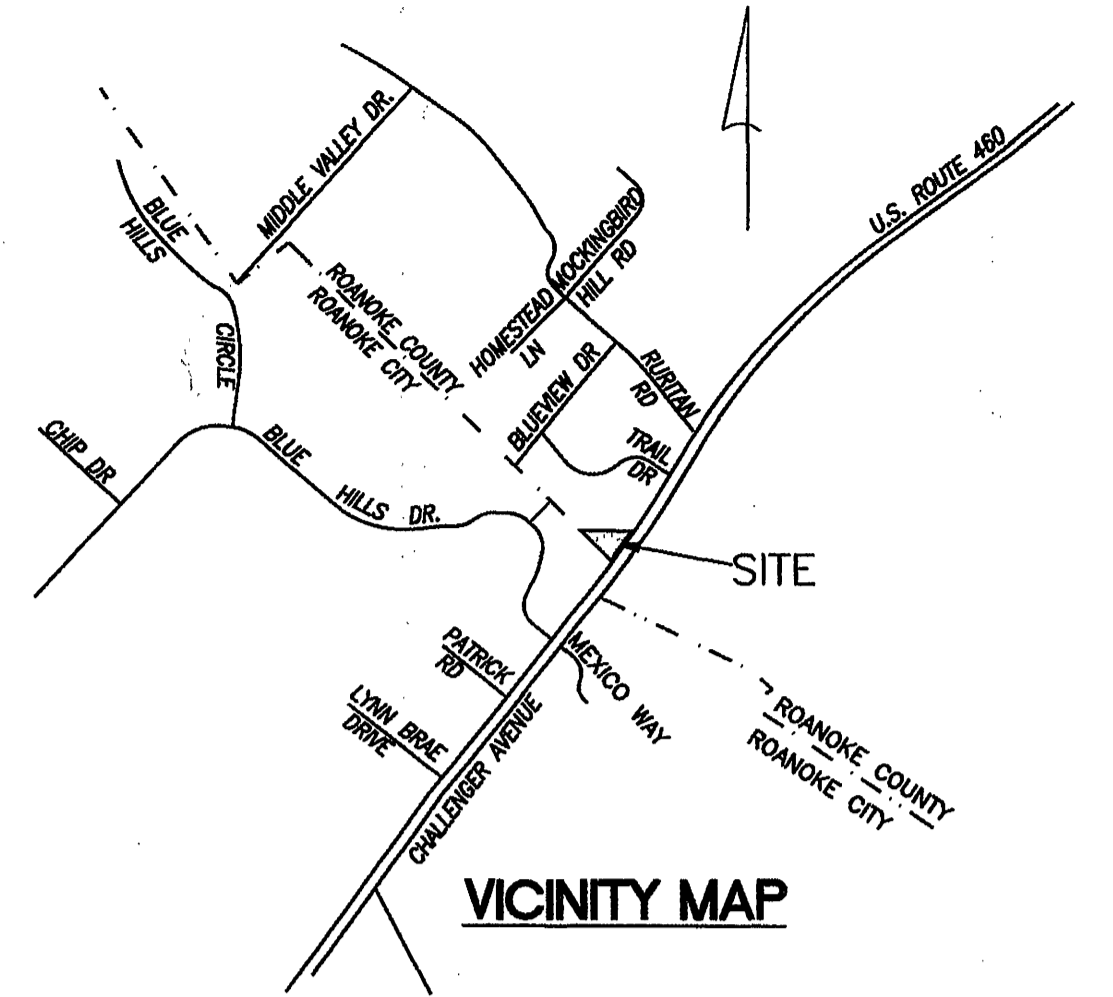 MIDDLE VALLEY DR.
BLUE
HILLS
CIRCLE
ROANOKE COUNTY
ROANOKE CITY
HOMESTEAD
LN
MOCKINGBIRD
HILL RD
U.S. ROUTE 460
BLUEVIEW DR
RURITAN
RD
TRAIL
DR
CHIP DR
BLUE
HILLS DR.
SITE
PATRICK
RD
MEXICO WAY
LYNN BRAE
DRIVE
CHALLENGER AVENUE
ROANOKE COUNTY
ROANOKE CITY
VICINITY MAP